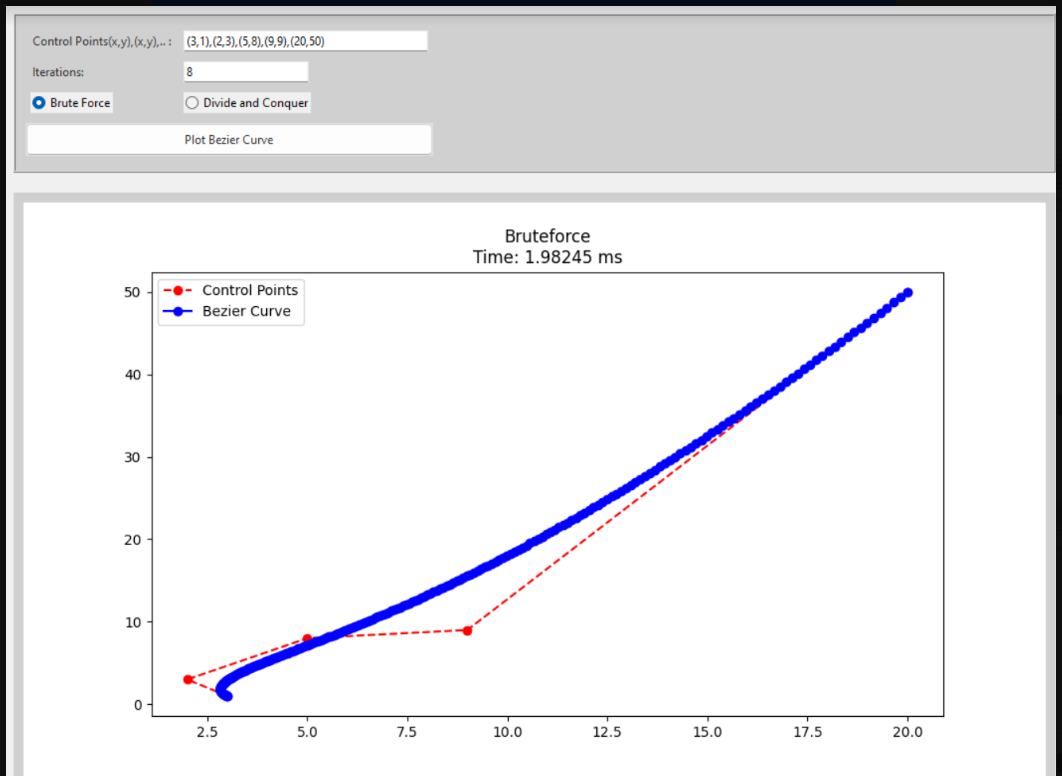 Control Points(x,y),(x,y),.. : (3,1),(2,3),(5,8),(9,9),(20,50)
Iterations: 8
Brute Force Divide and Conquer
Plot Bezier Curve
Bruteforce
Time: 1.98245 ms
Control Points
Bezier Curve
50
40
30
20
10
0
2.5 5.0 7.5 10.0 12.5 15.0 17.5 20.0